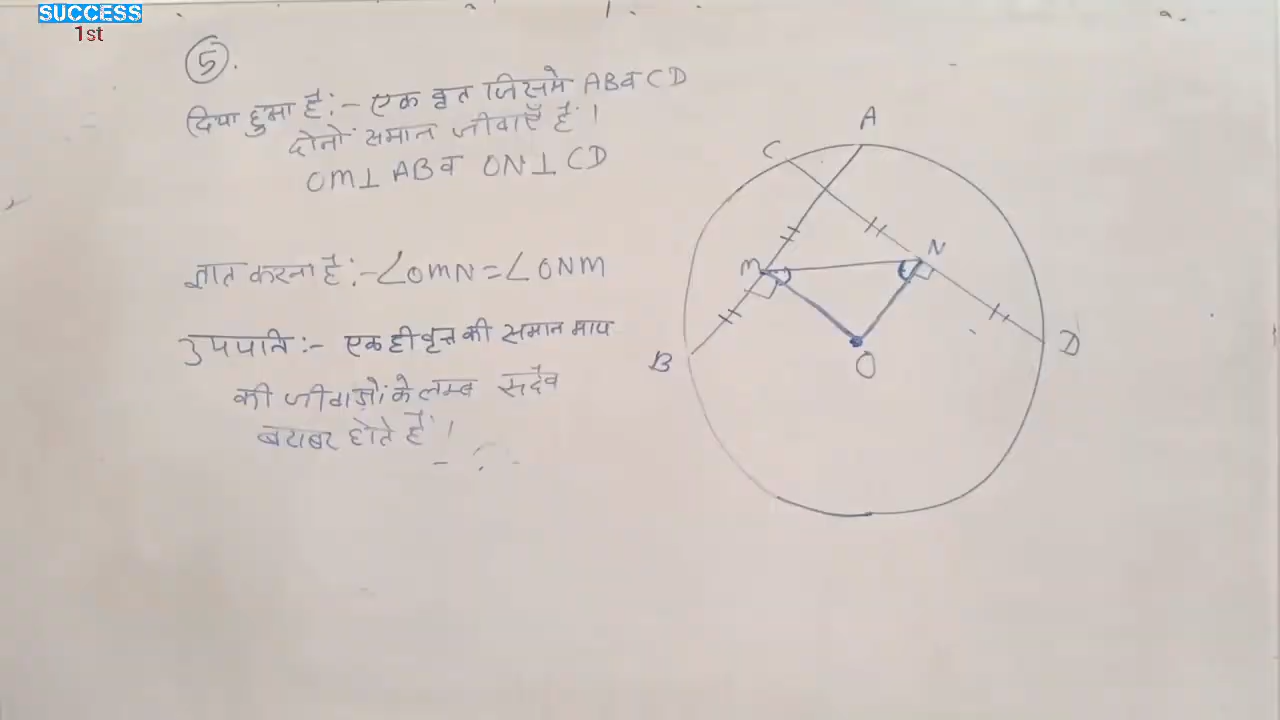 SUCCESS
1st
5.
दिया हुआ है:- एक वृत जिसमे AB व CD
दोनों समान जीवाएँ हैं।
OM⊥ AB व ON⊥ CD
ज्ञात करना है:- ∠OMN = ∠ONM
उपपति:- एक ही वृत्त की समान माप
की जीवाओं के लम्ब सदैव
बराबर होते हैं।
A
C
N
M
D
B
O